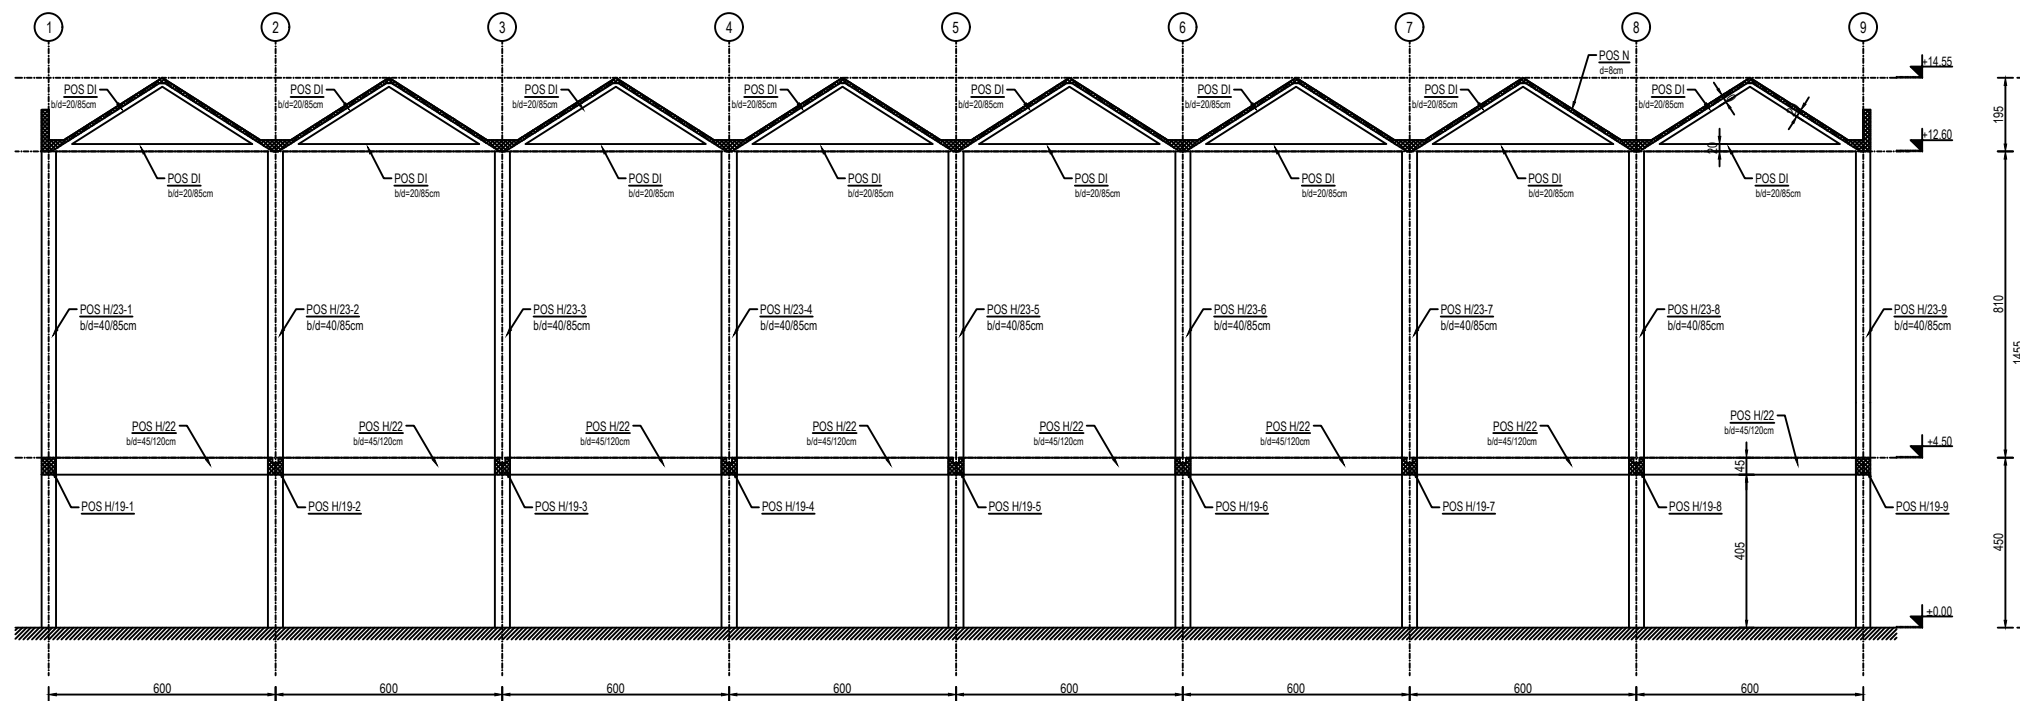 1 2 3 4 5 6 7 8 9
POS N
d=8cm
+14.55
POS DI POS DI POS DI POS DI POS DI POS DI POS DI POS DI
b/d=20/85cm b/d=20/85cm b/d=20/85cm b/d=20/85cm b/d=20/85cm b/d=20/85cm b/d=20/85cm b/d=20/85cm
195
+12.60
20
POS DI POS DI POS DI POS DI POS DI POS DI POS DI POS DI
b/d=20/85cm b/d=20/85cm b/d=20/85cm b/d=20/85cm b/d=20/85cm b/d=20/85cm b/d=20/85cm b/d=20/85cm
POS H/23-1 POS H/23-2 POS H/23-3 POS H/23-4 POS H/23-5 POS H/23-6 POS H/23-7 POS H/23-8 POS H/23-9
b/d=40/85cm b/d=40/85cm b/d=40/85cm b/d=40/85cm b/d=40/85cm b/d=40/85cm b/d=40/85cm b/d=40/85cm b/d=40/85cm
810
1455
POS H/22 POS H/22 POS H/22 POS H/22 POS H/22 POS H/22 POS H/22 POS H/22
b/d=45/120cm b/d=45/120cm b/d=45/120cm b/d=45/120cm b/d=45/120cm b/d=45/120cm b/d=45/120cm b/d=45/120cm
+4.50
45
POS H/19-1 POS H/19-2 POS H/19-3 POS H/19-4 POS H/19-5 POS H/19-6 POS H/19-7 POS H/19-8 POS H/19-9
405
450
+0.00
600 600 600 600 600 600 600 600